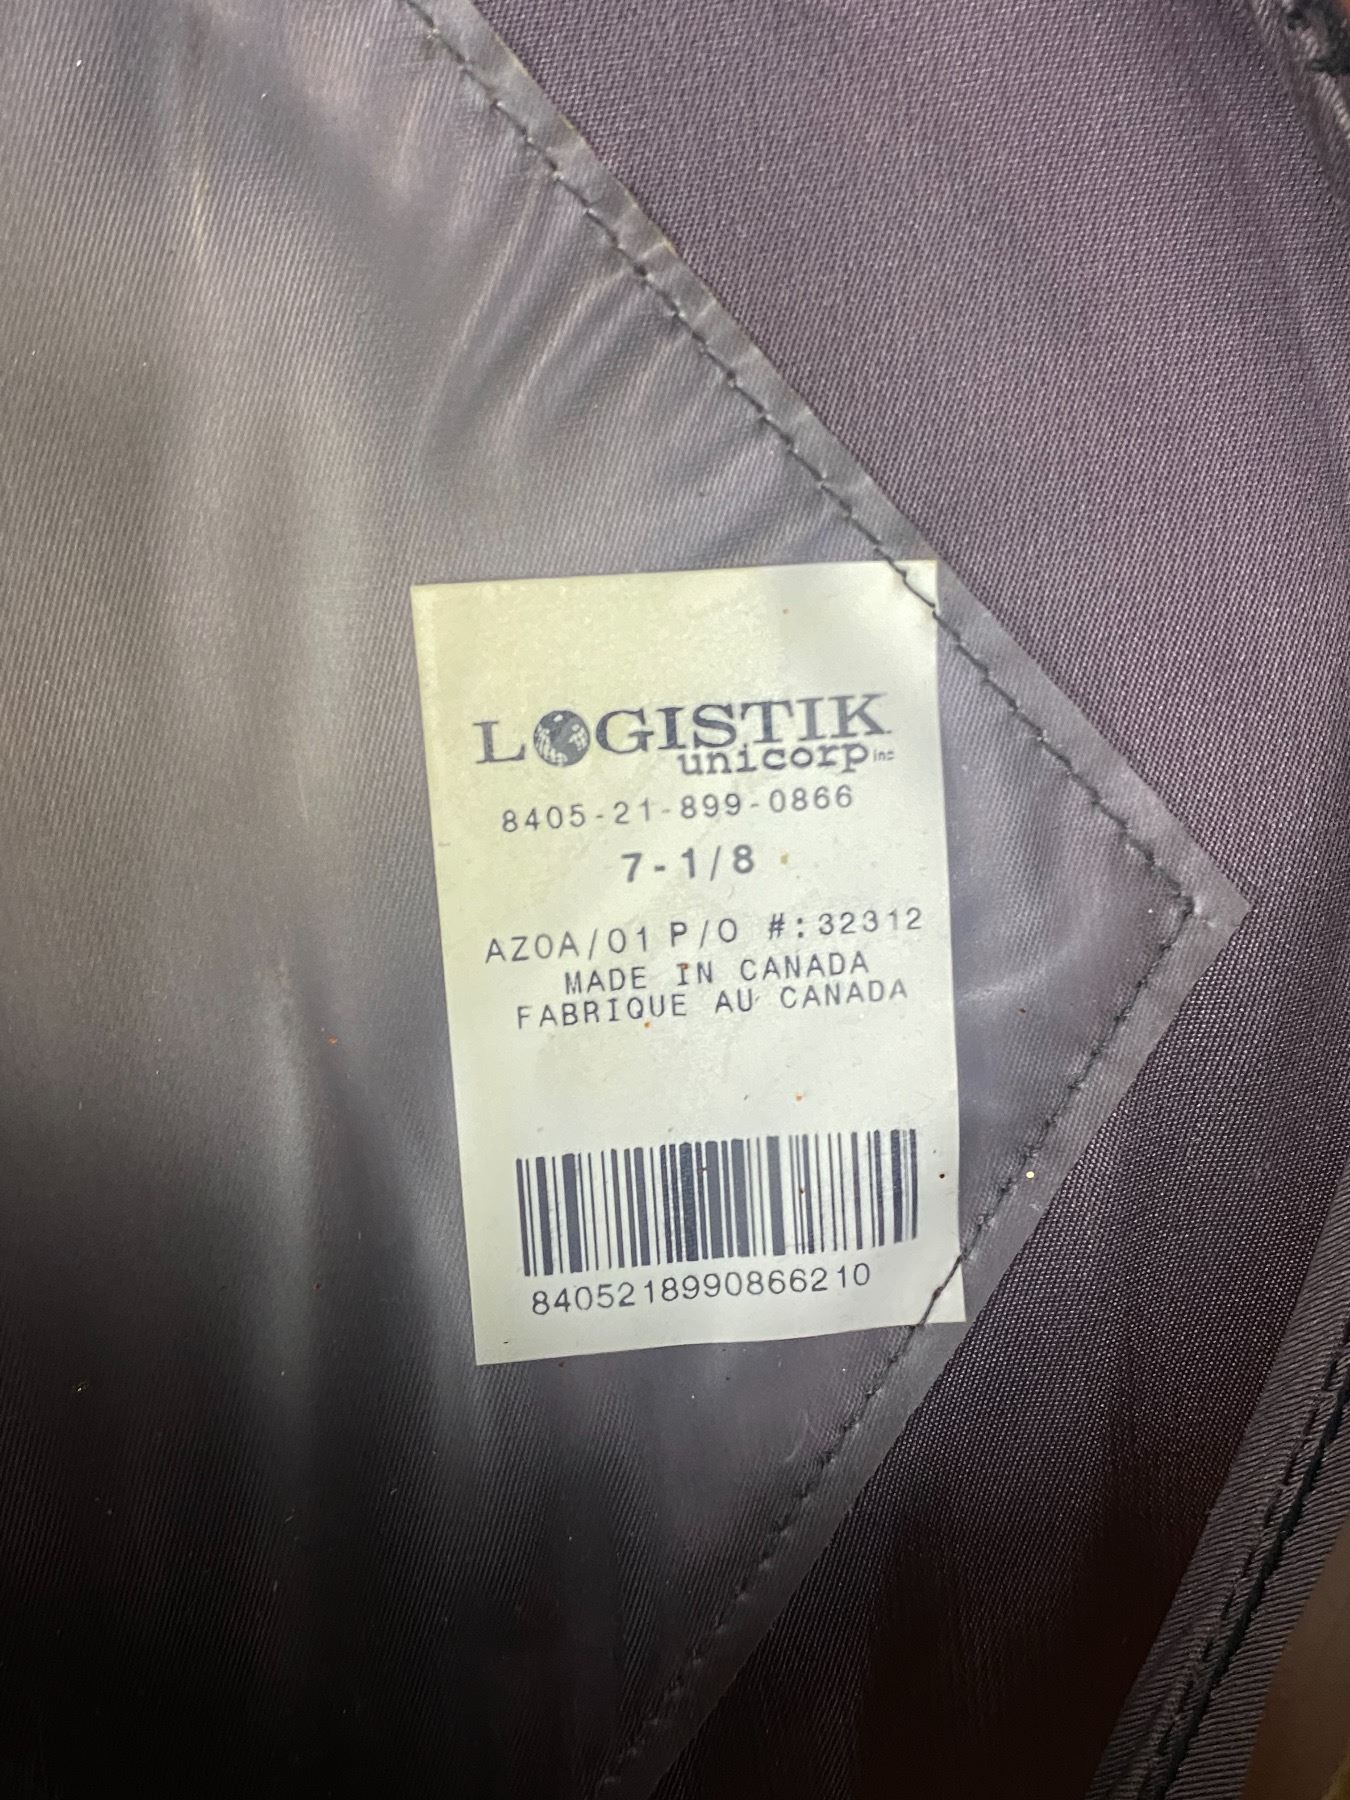 LOGISTIK
unicorp inc
8405-21-899-0866
7-1/8
AZOA/01 P/O #:32312
MADE IN CANADA
FABRIQUE AU CANADA
8405218990866210